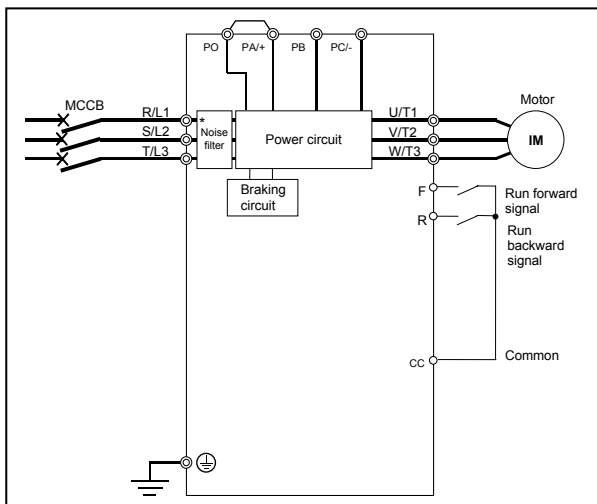 PO
PA/+
PB
PC/-
MCCB
R/L1
S/L2
T/L3
*
Noise
filter
Power circuit
Braking
circuit
U/T1
V/T2
W/T3
Motor
IM
F
Run forward
signal
R
Run
backward
signal
CC
Common